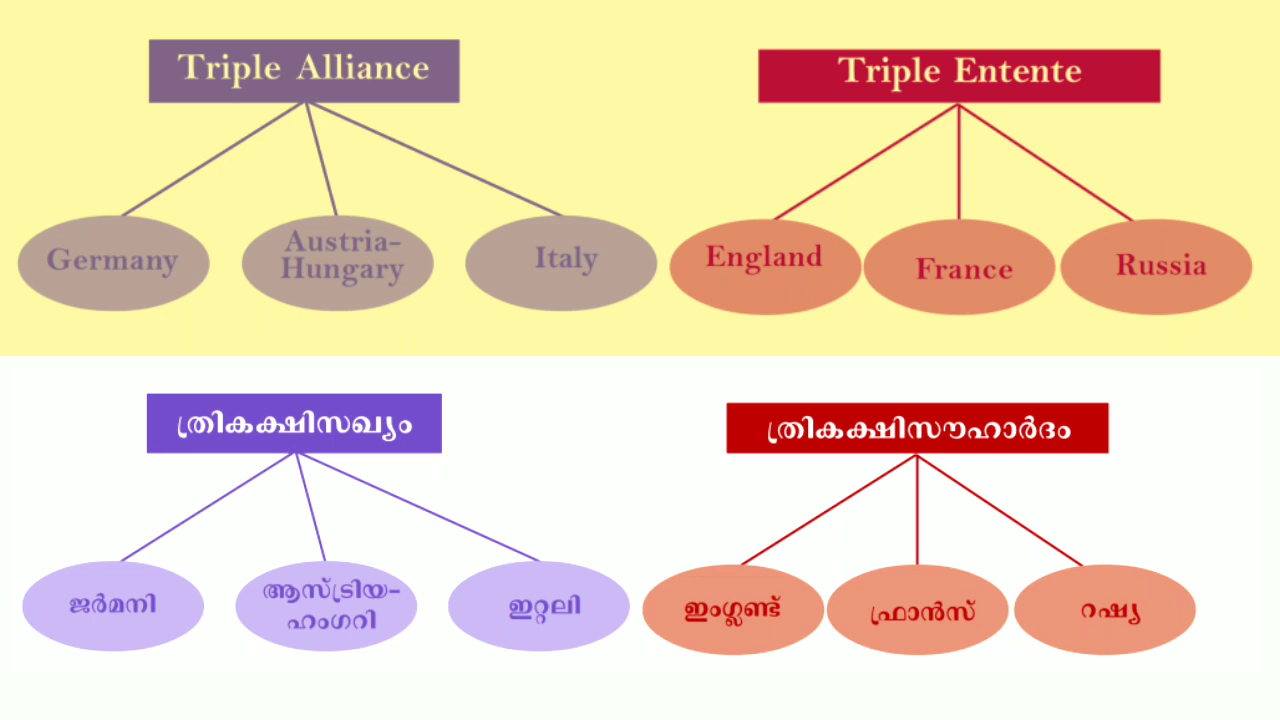 Triple Alliance
Triple Entente
Germany
Austria-
Hungary
Italy
England
France
Russia
ത്രികക്ഷിസഖ്യം
ത്രികക്ഷിസൗഹാർദം
ജർമനി
ആസ്ട്രിയ-
ഹംഗറി
ഇറ്റലി
ഇംഗ്ലണ്ട്
ഫ്രാൻസ്
റഷ്യ